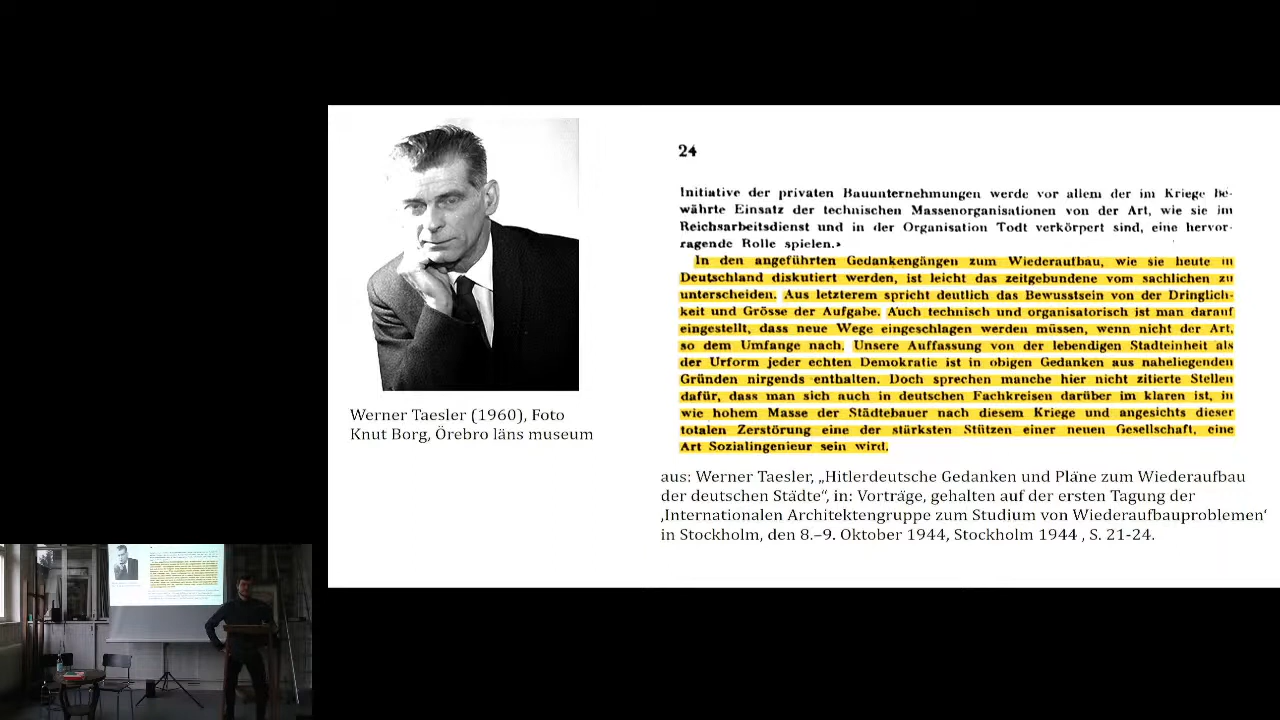 Werner Taesler (1960), Foto
Knut Borg, Örebro läns museum
24
Initiative der privaten Bauunternehmungen werde vor allem der im Kriege be-
währte Einsatz der technischen Massenorganisationen von der Art, wie sie im
Reichsarbeitsdienst und in der Organisation Todt verkörpert sind, eine hervor-
ragende Rolle spielen.»
In den angeführten Gedankengängen zum Wiederaufbau, wie sie heute in
Deutschland diskutiert werden, ist leicht das zeitgebundene vom sachlichen zu
unterscheiden. Aus letzterem spricht deutlich das Bewusstsein von der Dringlich-
keit und Grösse der Aufgabe. Auch technisch und organisatorisch ist man darauf
eingestellt, dass neue Wege eingeschlagen werden müssen, wenn nicht der Art,
so dem Umfange nach. Unsere Auffassung von der lebendigen Stadteinheit als
der Urform jeder echten Demokratie ist in obigen Gedanken aus naheliegenden
Gründen nirgends enthalten. Doch sprechen manche hier nicht zitierte Stellen
dafür, dass man sich auch in deutschen Fachkreisen darüber im klaren ist, in
wie hohem Masse der Städtebauer nach diesem Kriege und angesichts dieser
totalen Zerstörung eine der stärksten Stützen einer neuen Gesellschaft, eine
Art Sozialingenieur sein wird.
aus: Werner Taesler, „Hitlerdeutsche Gedanken und Pläne zum Wiederaufbau
der deutschen Städte“, in: Vorträge, gehalten auf der ersten Tagung der
‚Internationalen Architektengruppe zum Studium von Wiederaufbauproblemen‘
in Stockholm, den 8.–9. Oktober 1944, Stockholm 1944 , S. 21-24.